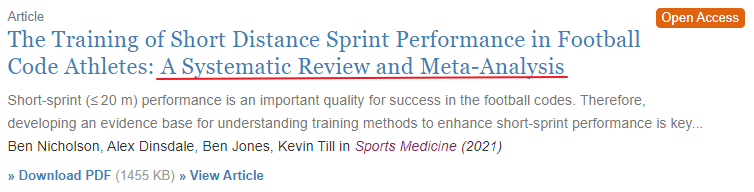 Article
Open Access
The Training of Short Distance Sprint Performance in Football
Code Athletes: A Systematic Review and Meta-Analysis
Short-sprint (≤ 20 m) performance is an important quality for success in the football codes. Therefore,
developing an evidence base for understanding training methods to enhance short-sprint performance is key...
Ben Nicholson, Alex Dinsdale, Ben Jones, Kevin Till in Sports Medicine (2021)
» Download PDF (1455 KB) » View Article